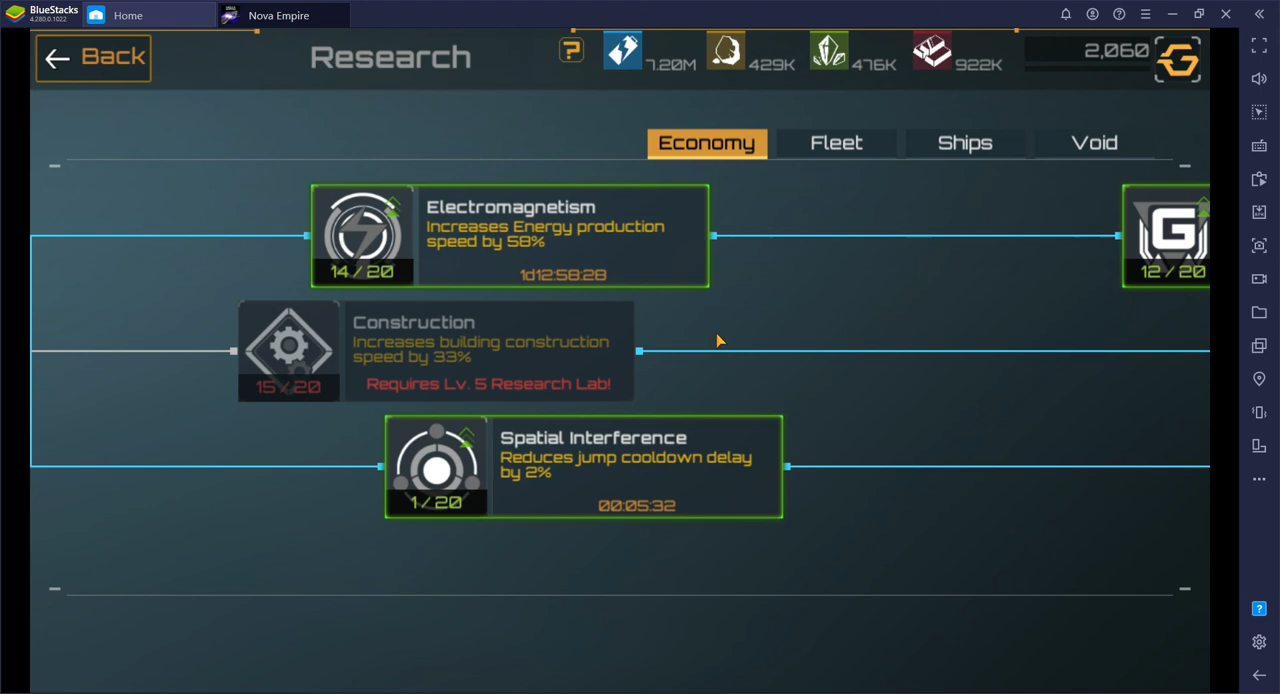 BlueStacks
4.280.0.1022
Home
Nova Empire
Back
Research
?
7.20M
429K
476K
922K
2,060
Economy
Fleet
Ships
Void
Electromagnetism
Increases Energy production
speed by 58%
14/20
1d12:58:28
G
12/20
Construction
Increases building construction
speed by 33%
15/20
Requires Lv. 5 Research Lab!
Spatial Interference
Reduces jump cooldown delay
by 2%
1/20
00:05:32